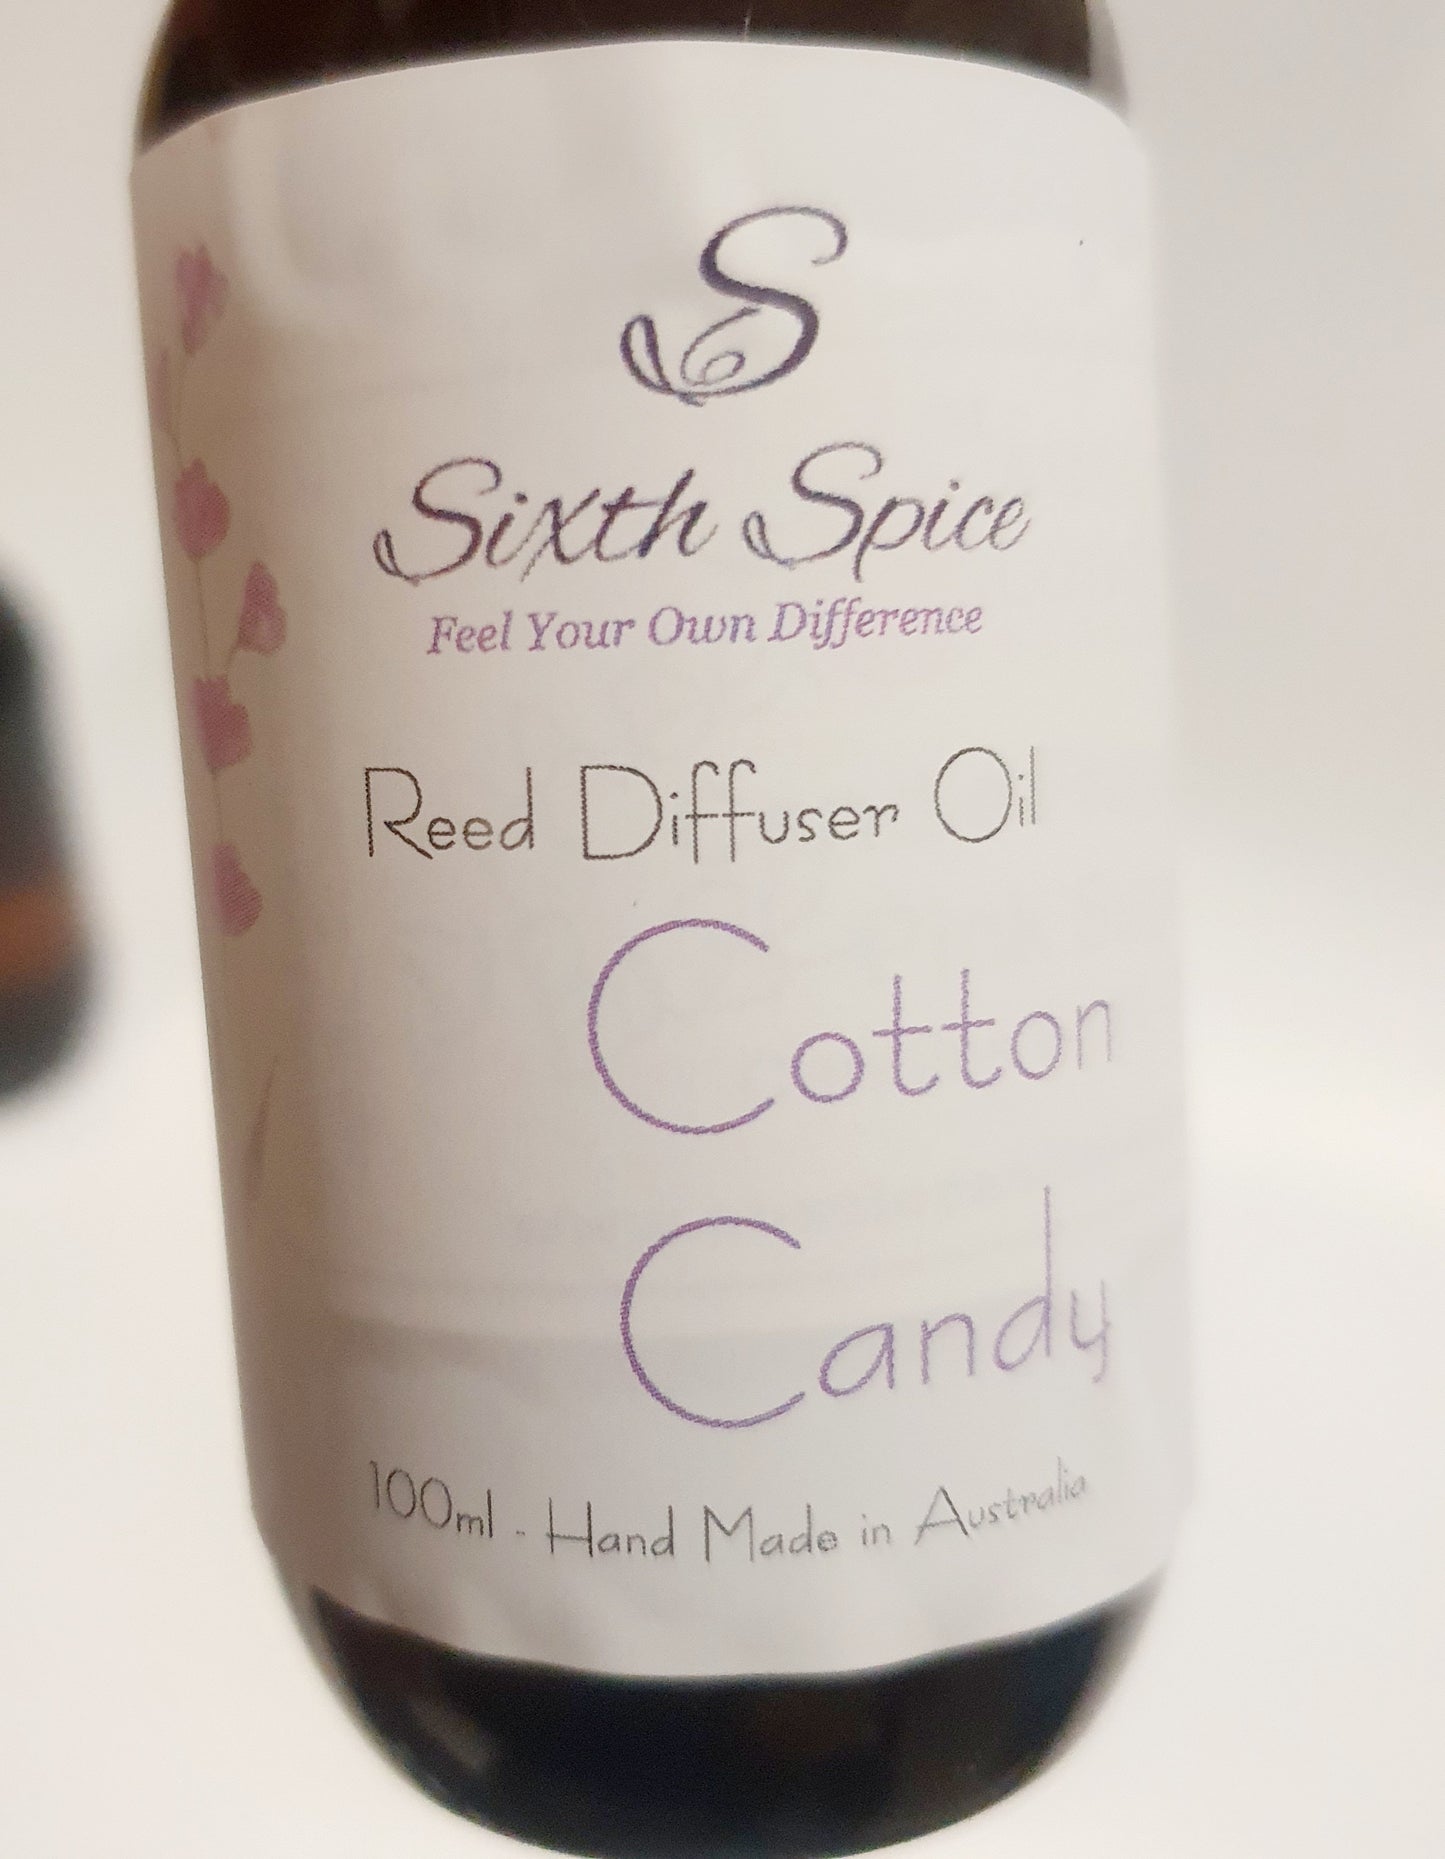 S
Sixth Spice
Feel Your Own Difference
Reed Diffuser Oil
Cotton
Candy
100ml - Hand Made in Australia